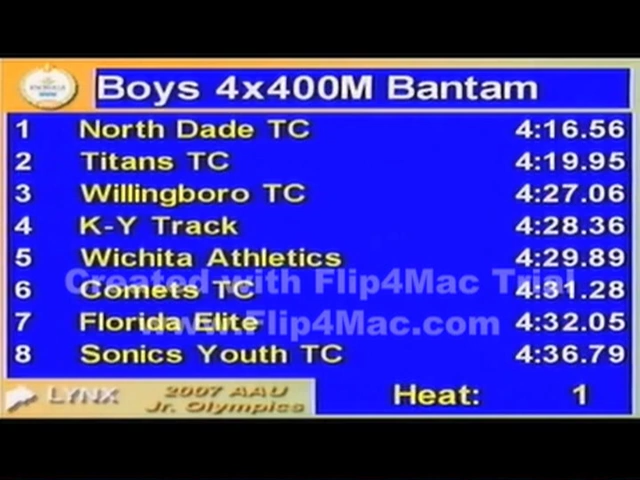 Boys 4x400M Bantam
1 North Dade TC 4:16.56
2 Titans TC 4:19.95
3 Willingboro TC 4:27.06
4 K-Y Track 4:28.36
5 Wichita Athletics 4:29.89
Created with Flip4Mac Trial
6 Comets TC 4:31.28
7 Florida Elite 4:32.05
www.Flip4Mac.com
8 Sonics Youth TC 4:36.79
LYNX
2007 AAU
Jr. Olympics
Heat: 1